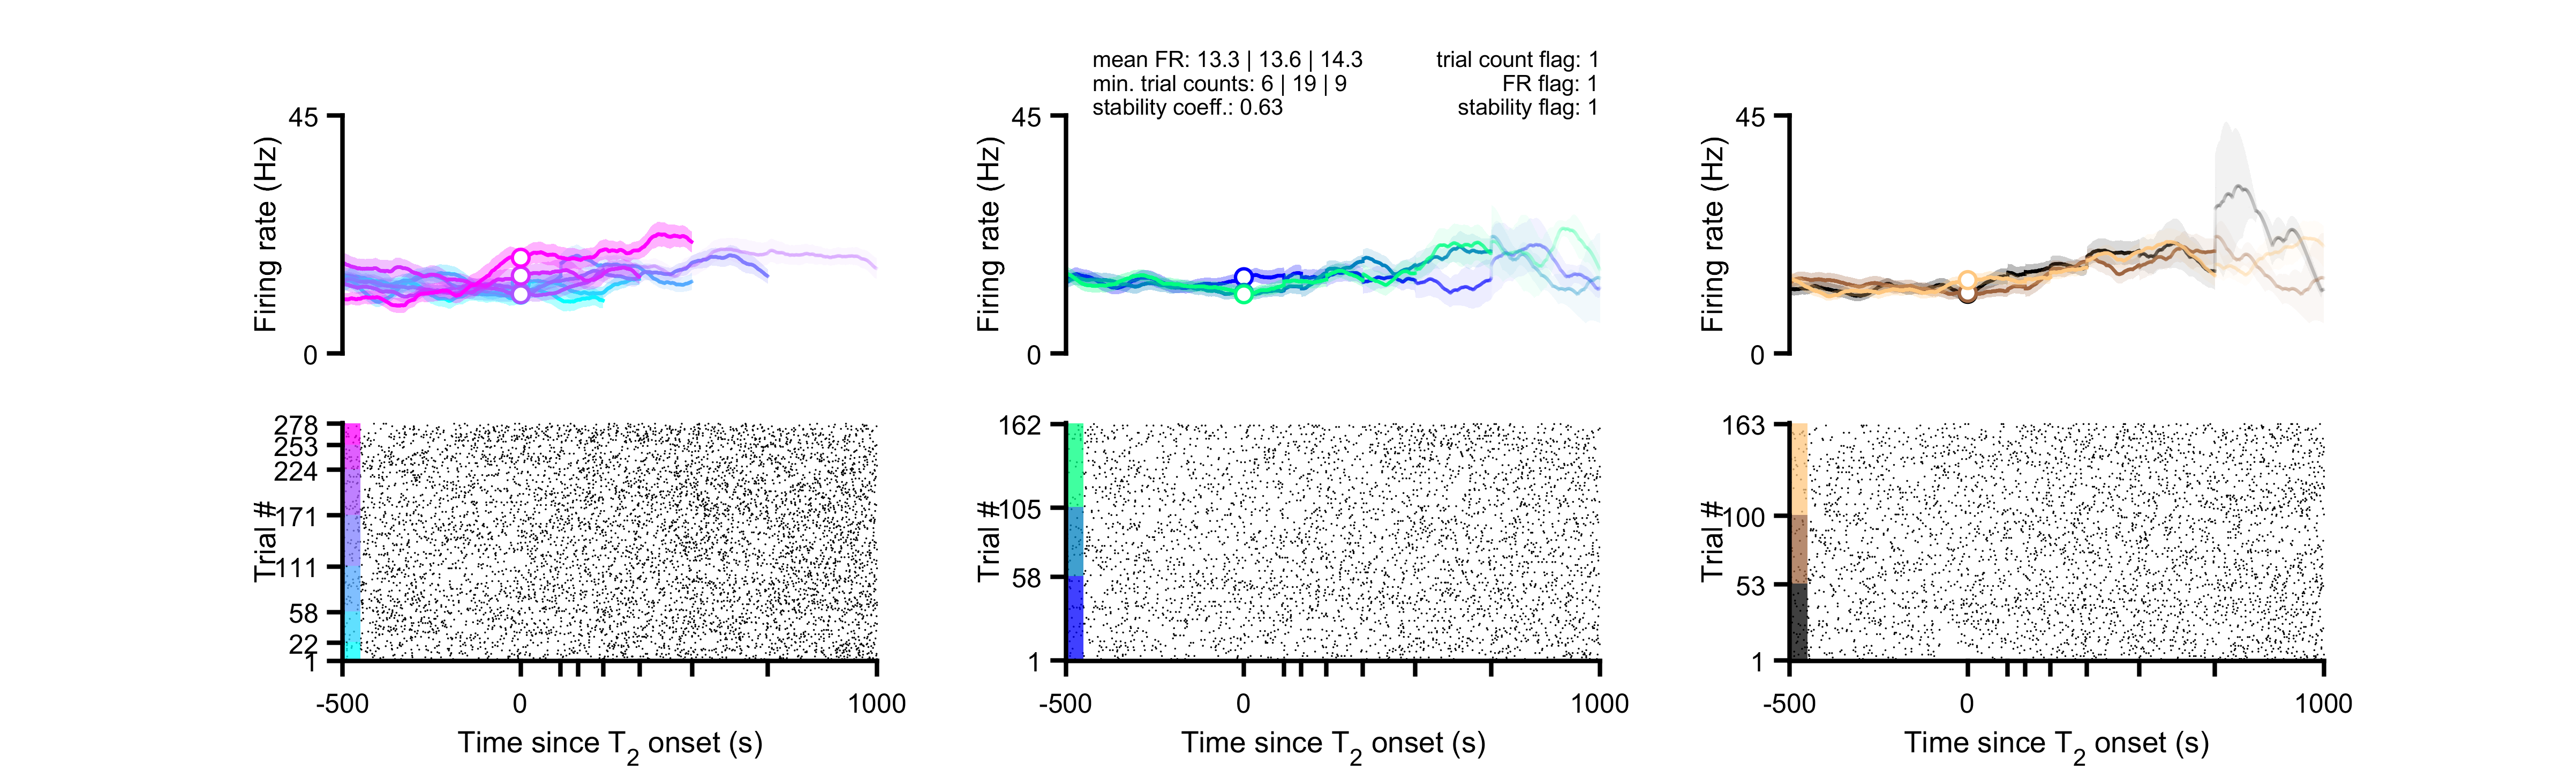 mean FR: 13.3 | 13.6 | 14.3
min. trial counts: 6 | 19 | 9
stability coeff.: 0.63
trial count flag: 1
FR flag: 1
stability flag: 1
45
Firing rate (Hz)
0
45
Firing rate (Hz)
0
45
Firing rate (Hz)
0
278
253
224
171
111
58
22
1
Trial #
-500
0
1000
Time since T2 onset (s)
162
105
58
1
Trial #
-500
0
1000
Time since T2 onset (s)
163
100
53
1
Trial #
-500
0
1000
Time since T2 onset (s)